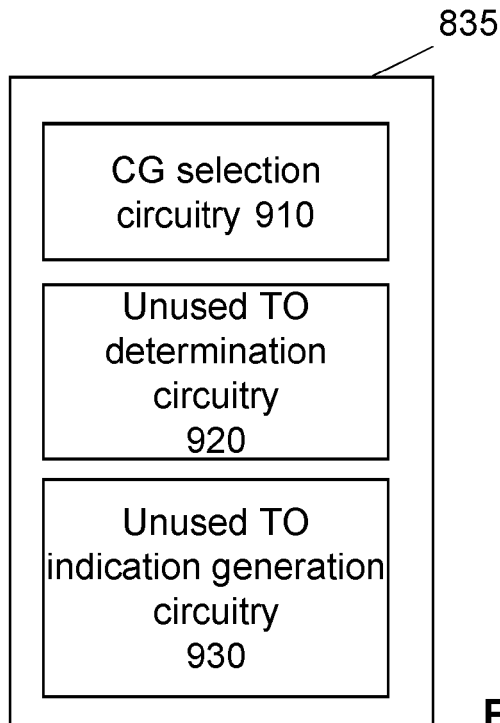 835
CG selection
circuitry 910
Unused TO
determination
circuitry
920
Unused TO
indication generation
circuitry
930